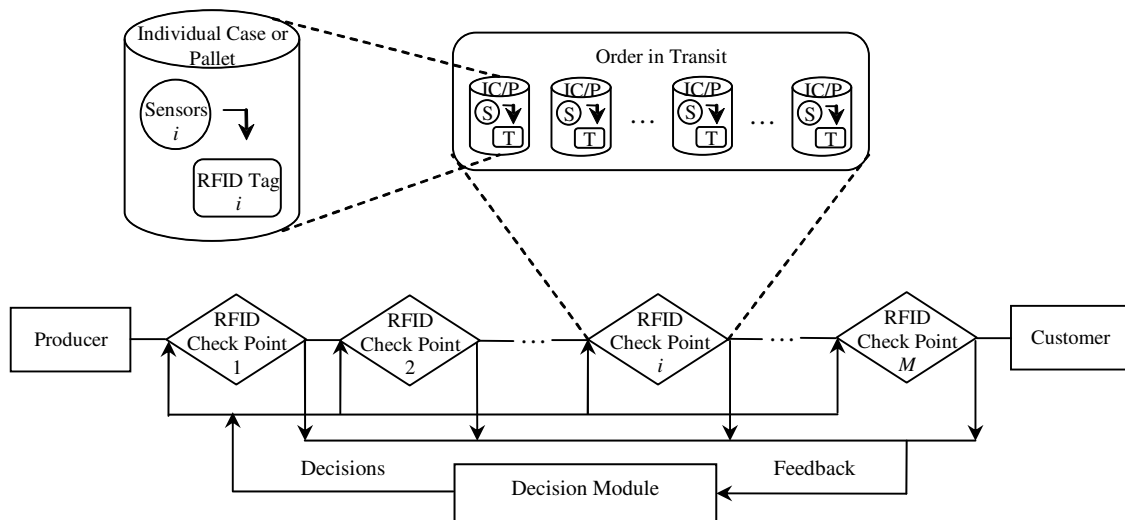 Individual Case or
Pallet
Sensors
i
RFID Tag
i
Order in Transit
IC/P IC/P IC/P IC/P
S S ... S ... S
T T T T
Producer
RFID
Check Point
1
RFID
Check Point
2
...
RFID
Check Point
i
...
RFID
Check Point
M
Customer
Decisions
Feedback
Decision Module